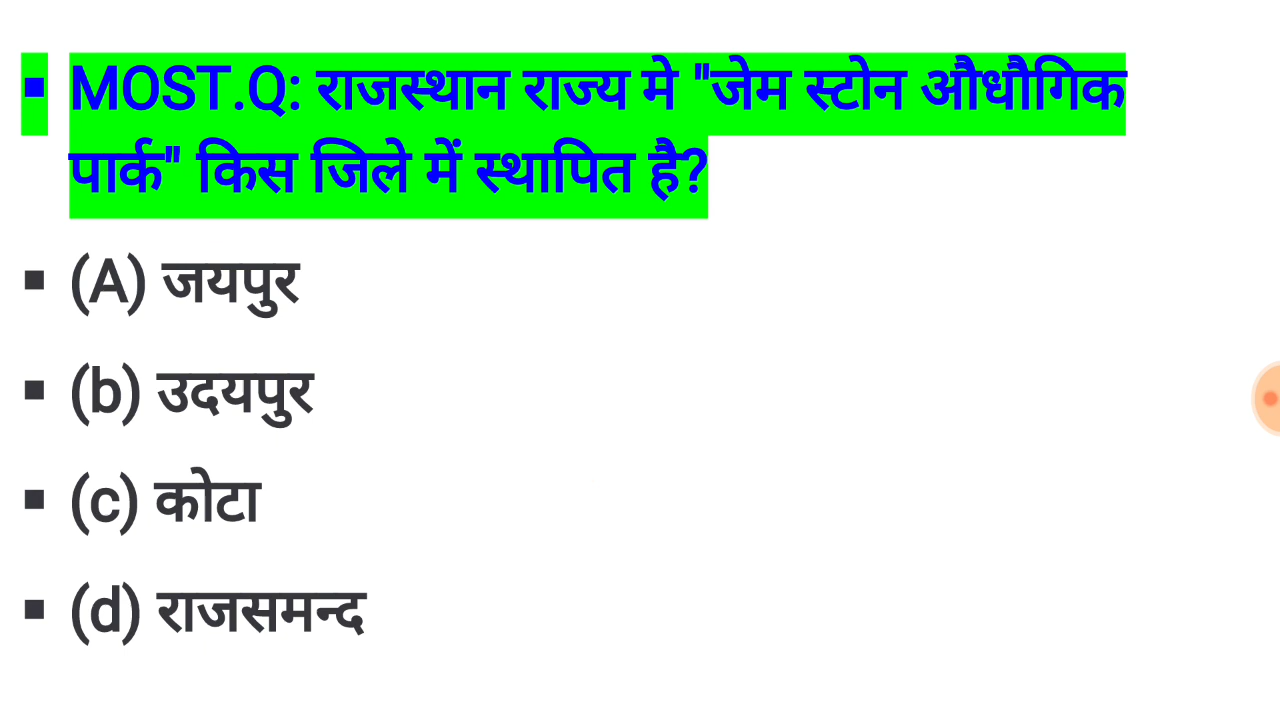 ▪ MOST.Q: राजस्थान राज्य मे "जेम स्टोन औधौगिक
पार्क" किस जिले में स्थापित है?
▪ (A) जयपुर
▪ (b) उदयपुर
▪ (c) कोटा
▪ (d) राजसमन्द